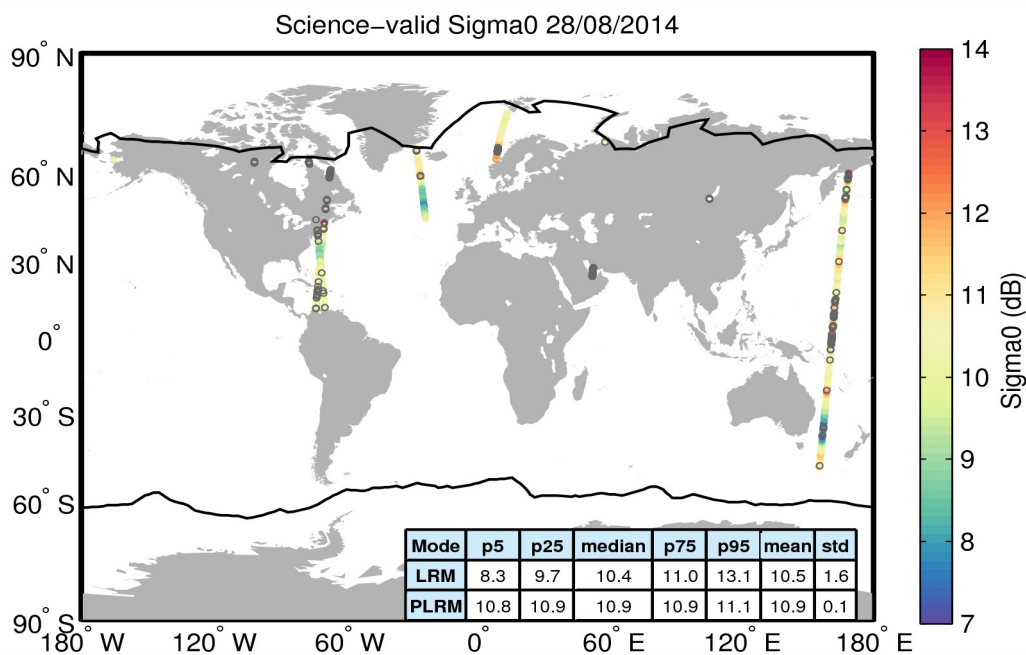 Science−valid Sigma0 28/08/2014
90° N
60° N
30° N
0°
30° S
60° S
90° S
180° W 120° W 60° W 0° 60° E 120° E 180° E
14
13
12
11
10
9
8
7
Sigma0 (dB)
Mode p5 p25 median p75 p95 mean std
LRM 8.3 9.7 10.4 11.0 13.1 10.5 1.6
PLRM 10.8 10.9 10.9 10.9 11.1 10.9 0.1